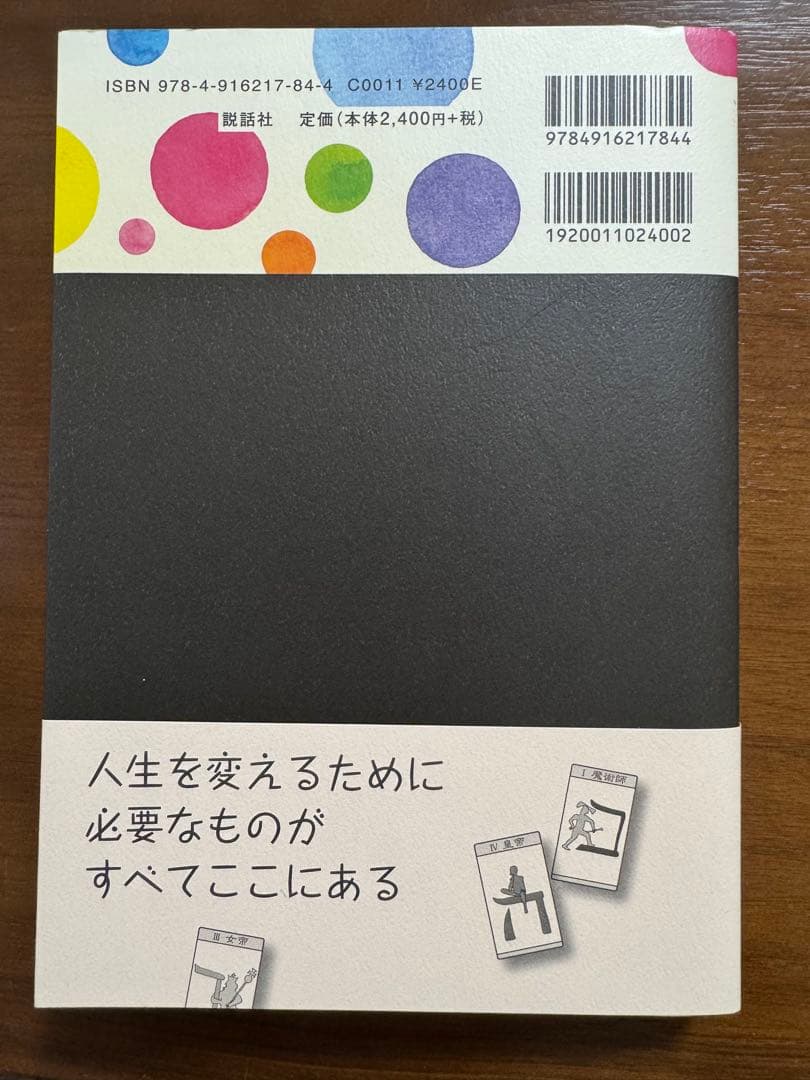 ISBN 978-4-916217-84-4 C0011 ¥2400E
説話社 定価(本体2,400円+税)
9784916217844
1920011024002
人生を変えるために
必要なものが
すべてここにある
I 魔術師
IV 皇帝
III 女帝